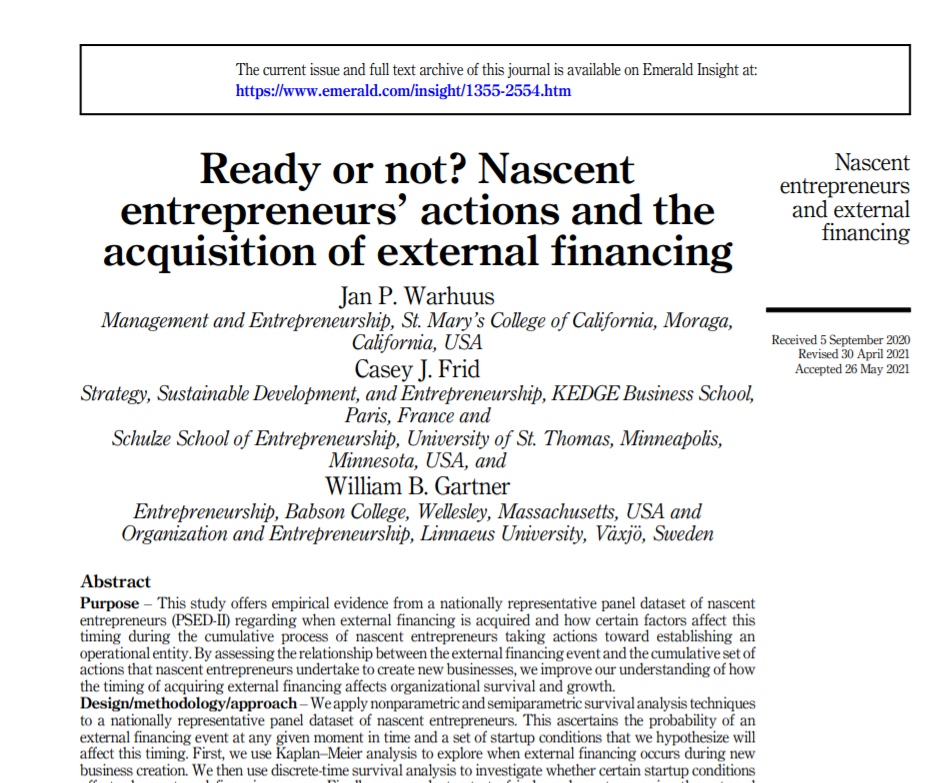 The current issue and full text archive of this journal is available on Emerald Insight at:
https://www.emerald.com/insight/1355-2554.htm
Ready or not? Nascent
entrepreneurs’ actions and the
acquisition of external financing
Jan P. Warhuus
Management and Entrepreneurship, St. Mary’s College of California, Moraga,
California, USA
Casey J. Frid
Strategy, Sustainable Development, and Entrepreneurship, KEDGE Business School,
Paris, France and
Schulze School of Entrepreneurship, University of St. Thomas, Minneapolis,
Minnesota, USA, and
William B. Gartner
Entrepreneurship, Babson College, Wellesley, Massachusetts, USA and
Organization and Entrepreneurship, Linnaeus University, Växjö, Sweden
Nascent
entrepreneurs
and external
financing
Received 5 September 2020
Revised 30 April 2021
Accepted 26 May 2021
Abstract
Purpose – This study offers empirical evidence from a nationally representative panel dataset of nascent
entrepreneurs (PSED-II) regarding when external financing is acquired and how certain factors affect this
timing during the cumulative process of nascent entrepreneurs taking actions toward establishing an
operational entity. By assessing the relationship between the external financing event and the cumulative set of
actions that nascent entrepreneurs undertake to create new businesses, we improve our understanding of how
the timing of acquiring external financing affects organizational survival and growth.
Design/methodology/approach – We apply nonparametric and semiparametric survival analysis techniques
to a nationally representative panel dataset of nascent entrepreneurs. This ascertains the probability of an
external financing event at any given moment in time and a set of startup conditions that we hypothesize will
affect this timing. First, we use Kaplan–Meier analysis to explore when external financing occurs during new
business creation. We then use discrete-time survival analysis to investigate whether certain startup conditions